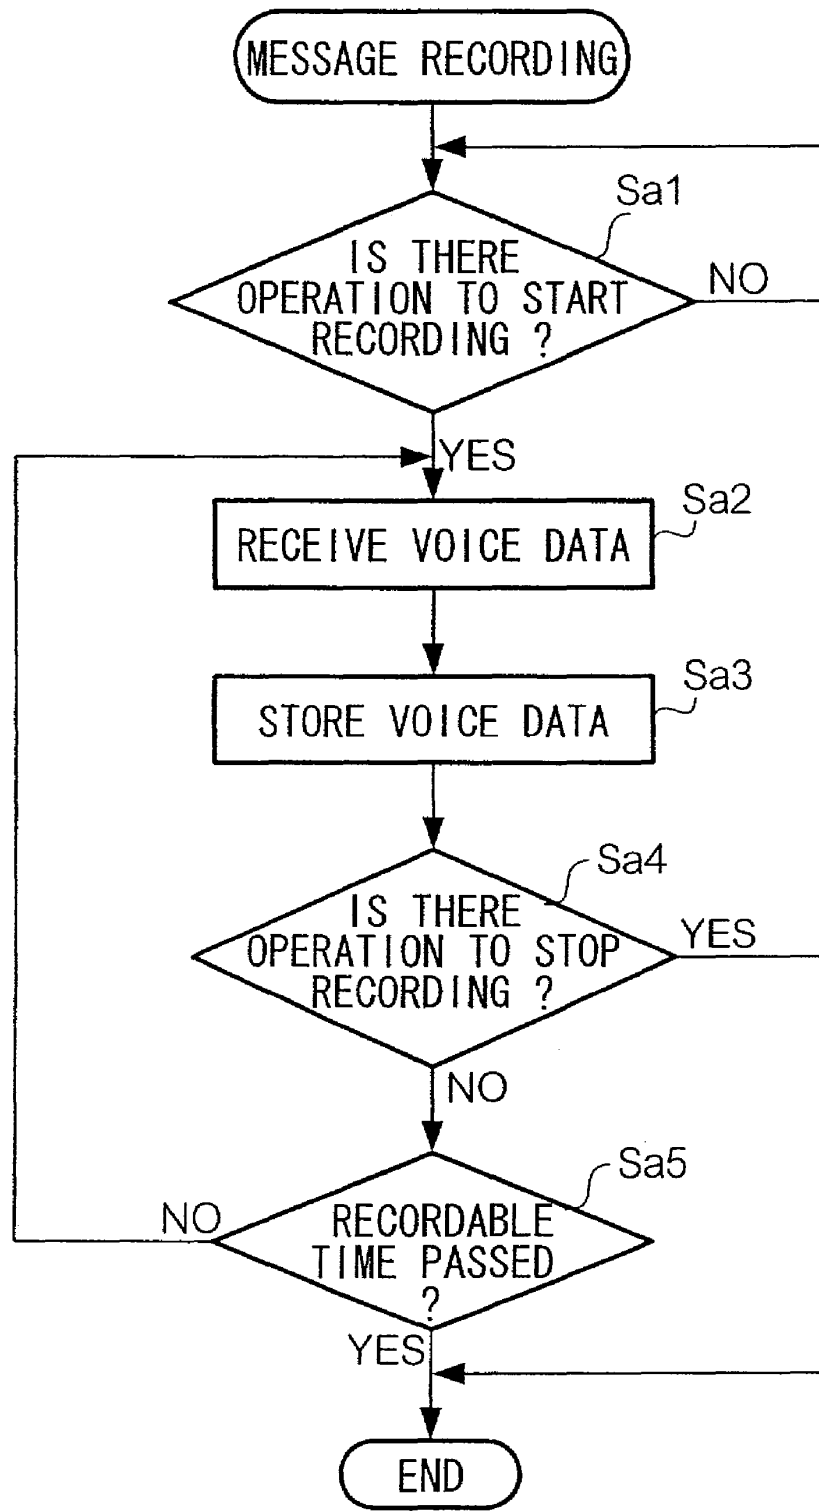 MESSAGE RECORDING
Sa1
IS THERE
OPERATION TO START
RECORDING ?
NO
YES
Sa2
RECEIVE VOICE DATA
Sa3
STORE VOICE DATA
Sa4
IS THERE
OPERATION TO STOP
RECORDING ?
YES
NO
Sa5
RECORDABLE
TIME PASSED
?
NO
YES
END